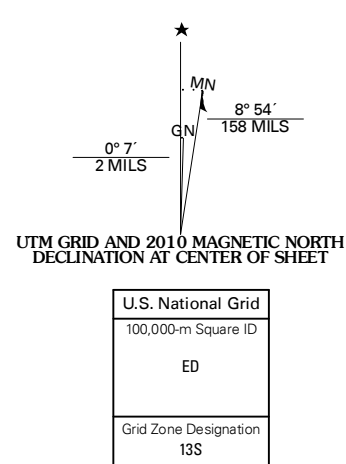 MN
8° 54´
158 MILS
GN
0° 7´
2 MILS
UTM GRID AND 2010 MAGNETIC NORTH
DECLINATION AT CENTER OF SHEET
U.S. National Grid
100,000-m Square ID
ED
Grid Zone Designation
13S